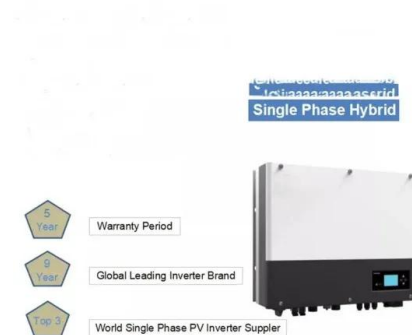 Single Phase Hybrid
5
Year
Warranty Period
9
Year
Global Leading Inverter Brand
Top 3
World Single Phase PV Inverter Suppler